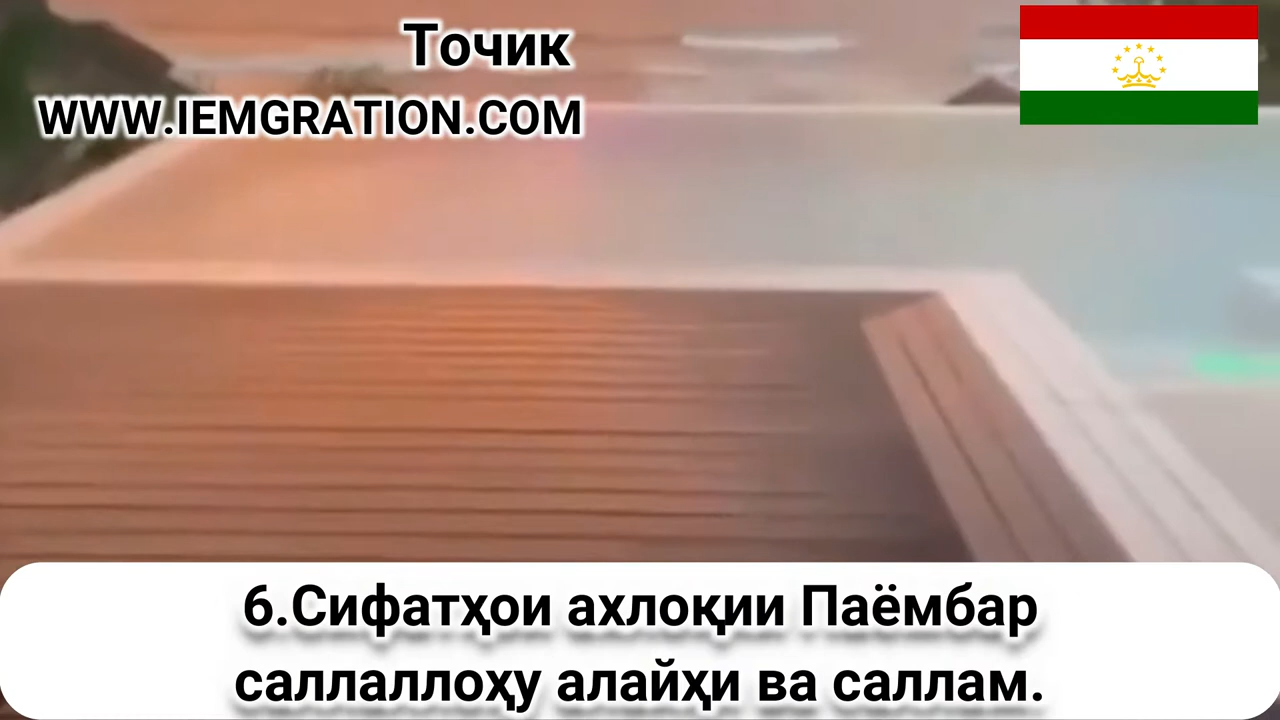 Точик
WWW.IEMGRATION.COM
6.Сифатҳои ахлоқии Паёмбар
саллаллоҳу алайҳи ва саллам.